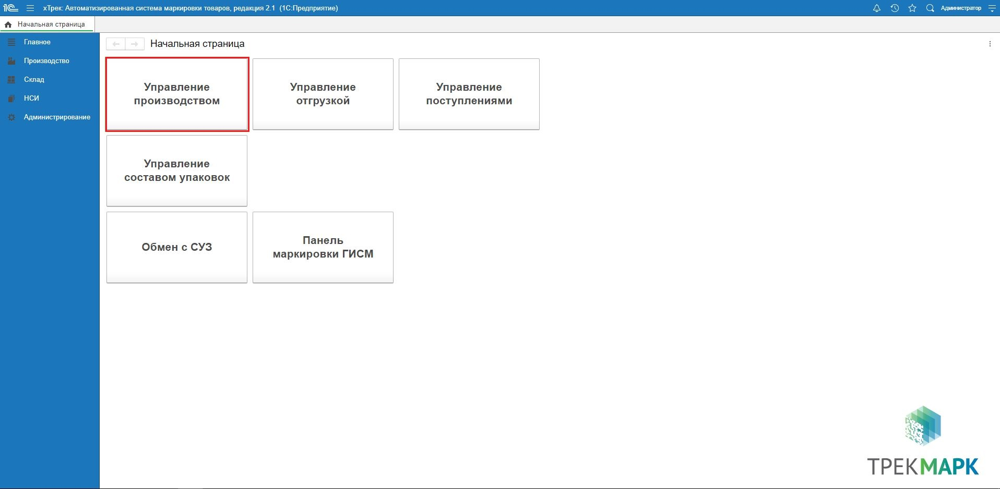 1С хТрек: Автоматизированная система маркировки товаров, редакция 2.1 (1С:Предприятие) Администратор
Начальная страница
Главное
Производство
Склад
НСИ
Администрирование
Начальная страница
Управление
производством
Управление
отгрузкой
Управление
поступлениями
Управление
составом упаковок
Обмен с СУЗ
Панель
маркировки ГИСМ
ТРЕКМАРК